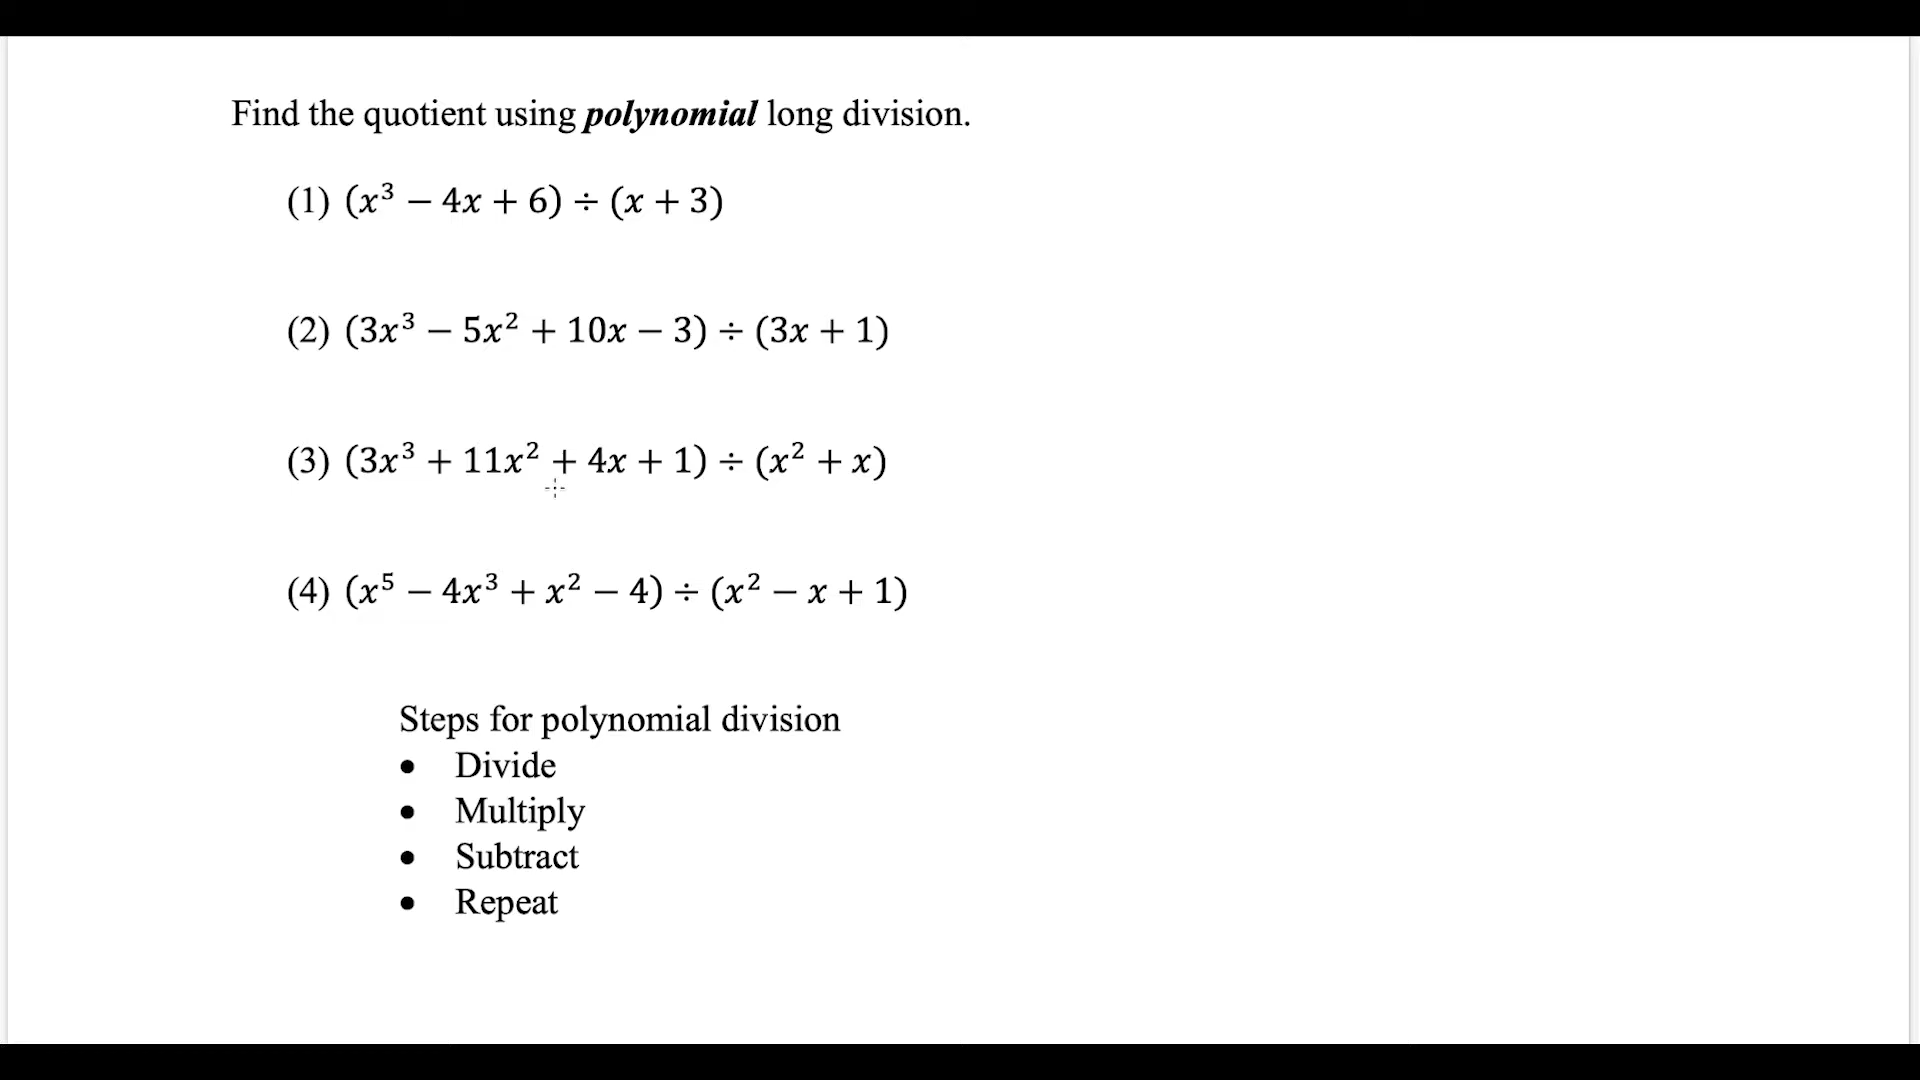 Find the quotient using polynomial long division.
(1) (x³ − 4x + 6) ÷ (x + 3)
(2) (3x³ − 5x² + 10x − 3) ÷ (3x + 1)
(3) (3x³ + 11x² + 4x + 1) ÷ (x² + x)
(4) (x⁵ − 4x³ + x² − 4) ÷ (x² − x + 1)
Steps for polynomial division
• Divide
• Multiply
• Subtract
• Repeat